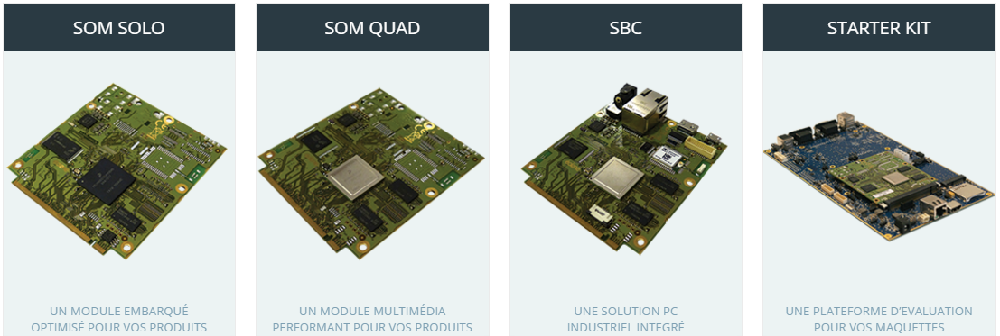 SOM SOLO
SOM QUAD
SBC
STARTER KIT
UN MODULE EMBARQUÉ
OPTIMISÉ POUR VOS PRODUITS
UN MODULE MULTIMÉDIA
PERFORMANT POUR VOS PRODUITS
UNE SOLUTION PC
INDUSTRIEL INTEGRÉ
UNE PLATEFORME D'EVALUATION
POUR VOS MAQUETTES